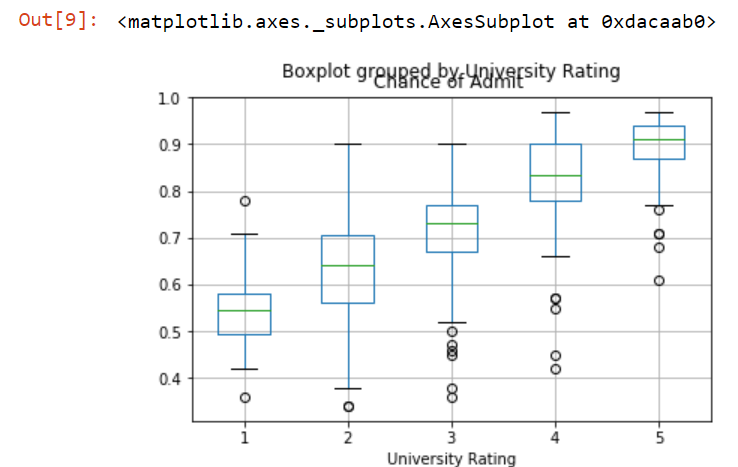 Out[9]: <matplotlib.axes._subplots.AxesSubplot at 0xdacaab0>
Boxplot grouped by University Rating
Chance of Admit
1.0
0.9
0.8
0.7
0.6
0.5
0.4
1 2 3 4 5
University Rating